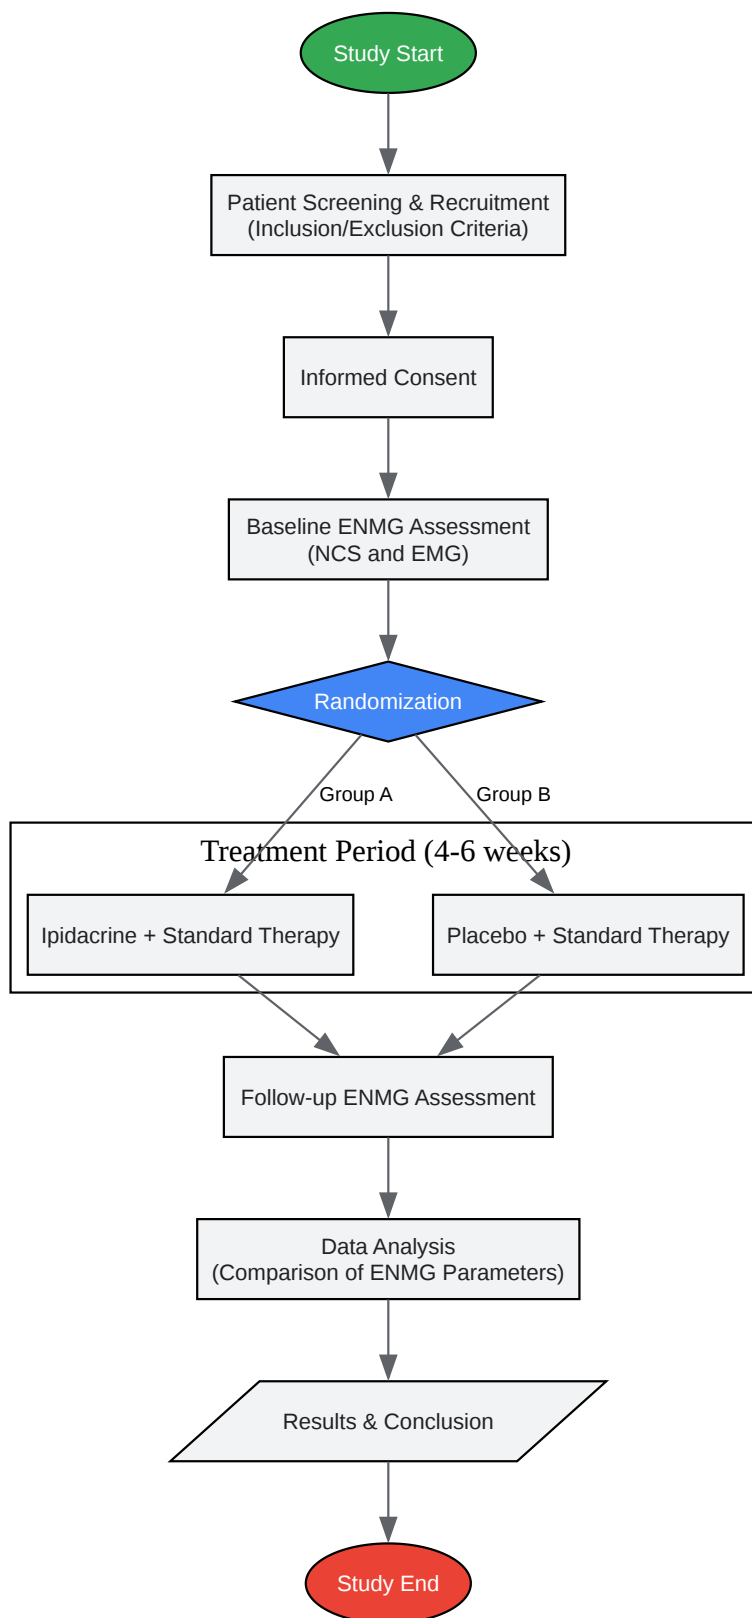 Study Start
Patient Screening & Recruitment
(Inclusion/Exclusion Criteria)
Informed Consent
Baseline ENMG Assessment
(NCS and EMG)
Randomization
Group A
Group B
Treatment Period (4-6 weeks)
Ipidacrine + Standard Therapy
Placebo + Standard Therapy
Follow-up ENMG Assessment
Data Analysis
(Comparison of ENMG Parameters)
Results & Conclusion
Study End